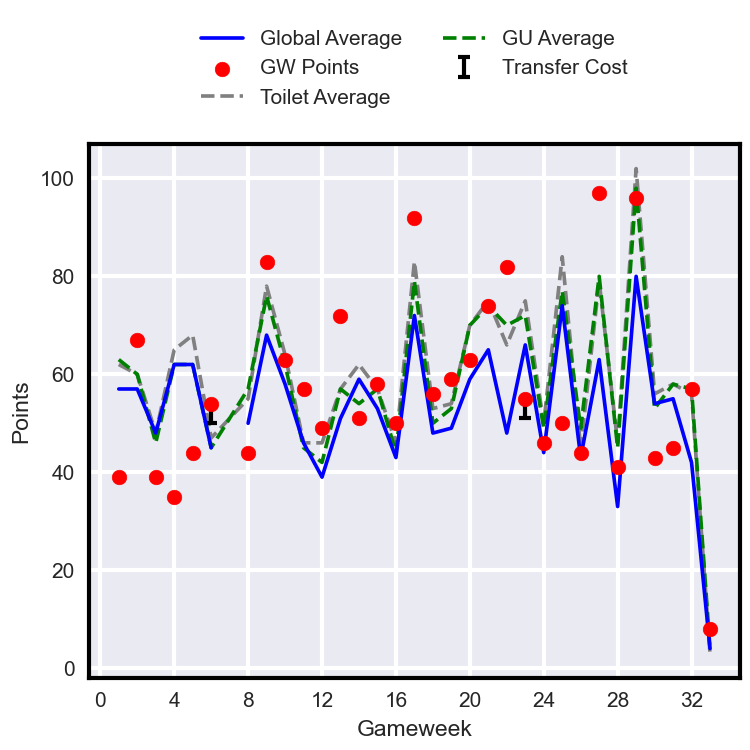 Global Average
GW Points
Toilet Average
GU Average
Transfer Cost
Points
100
80
60
40
20
0
0 4 8 12 16 20 24 28 32
Gameweek